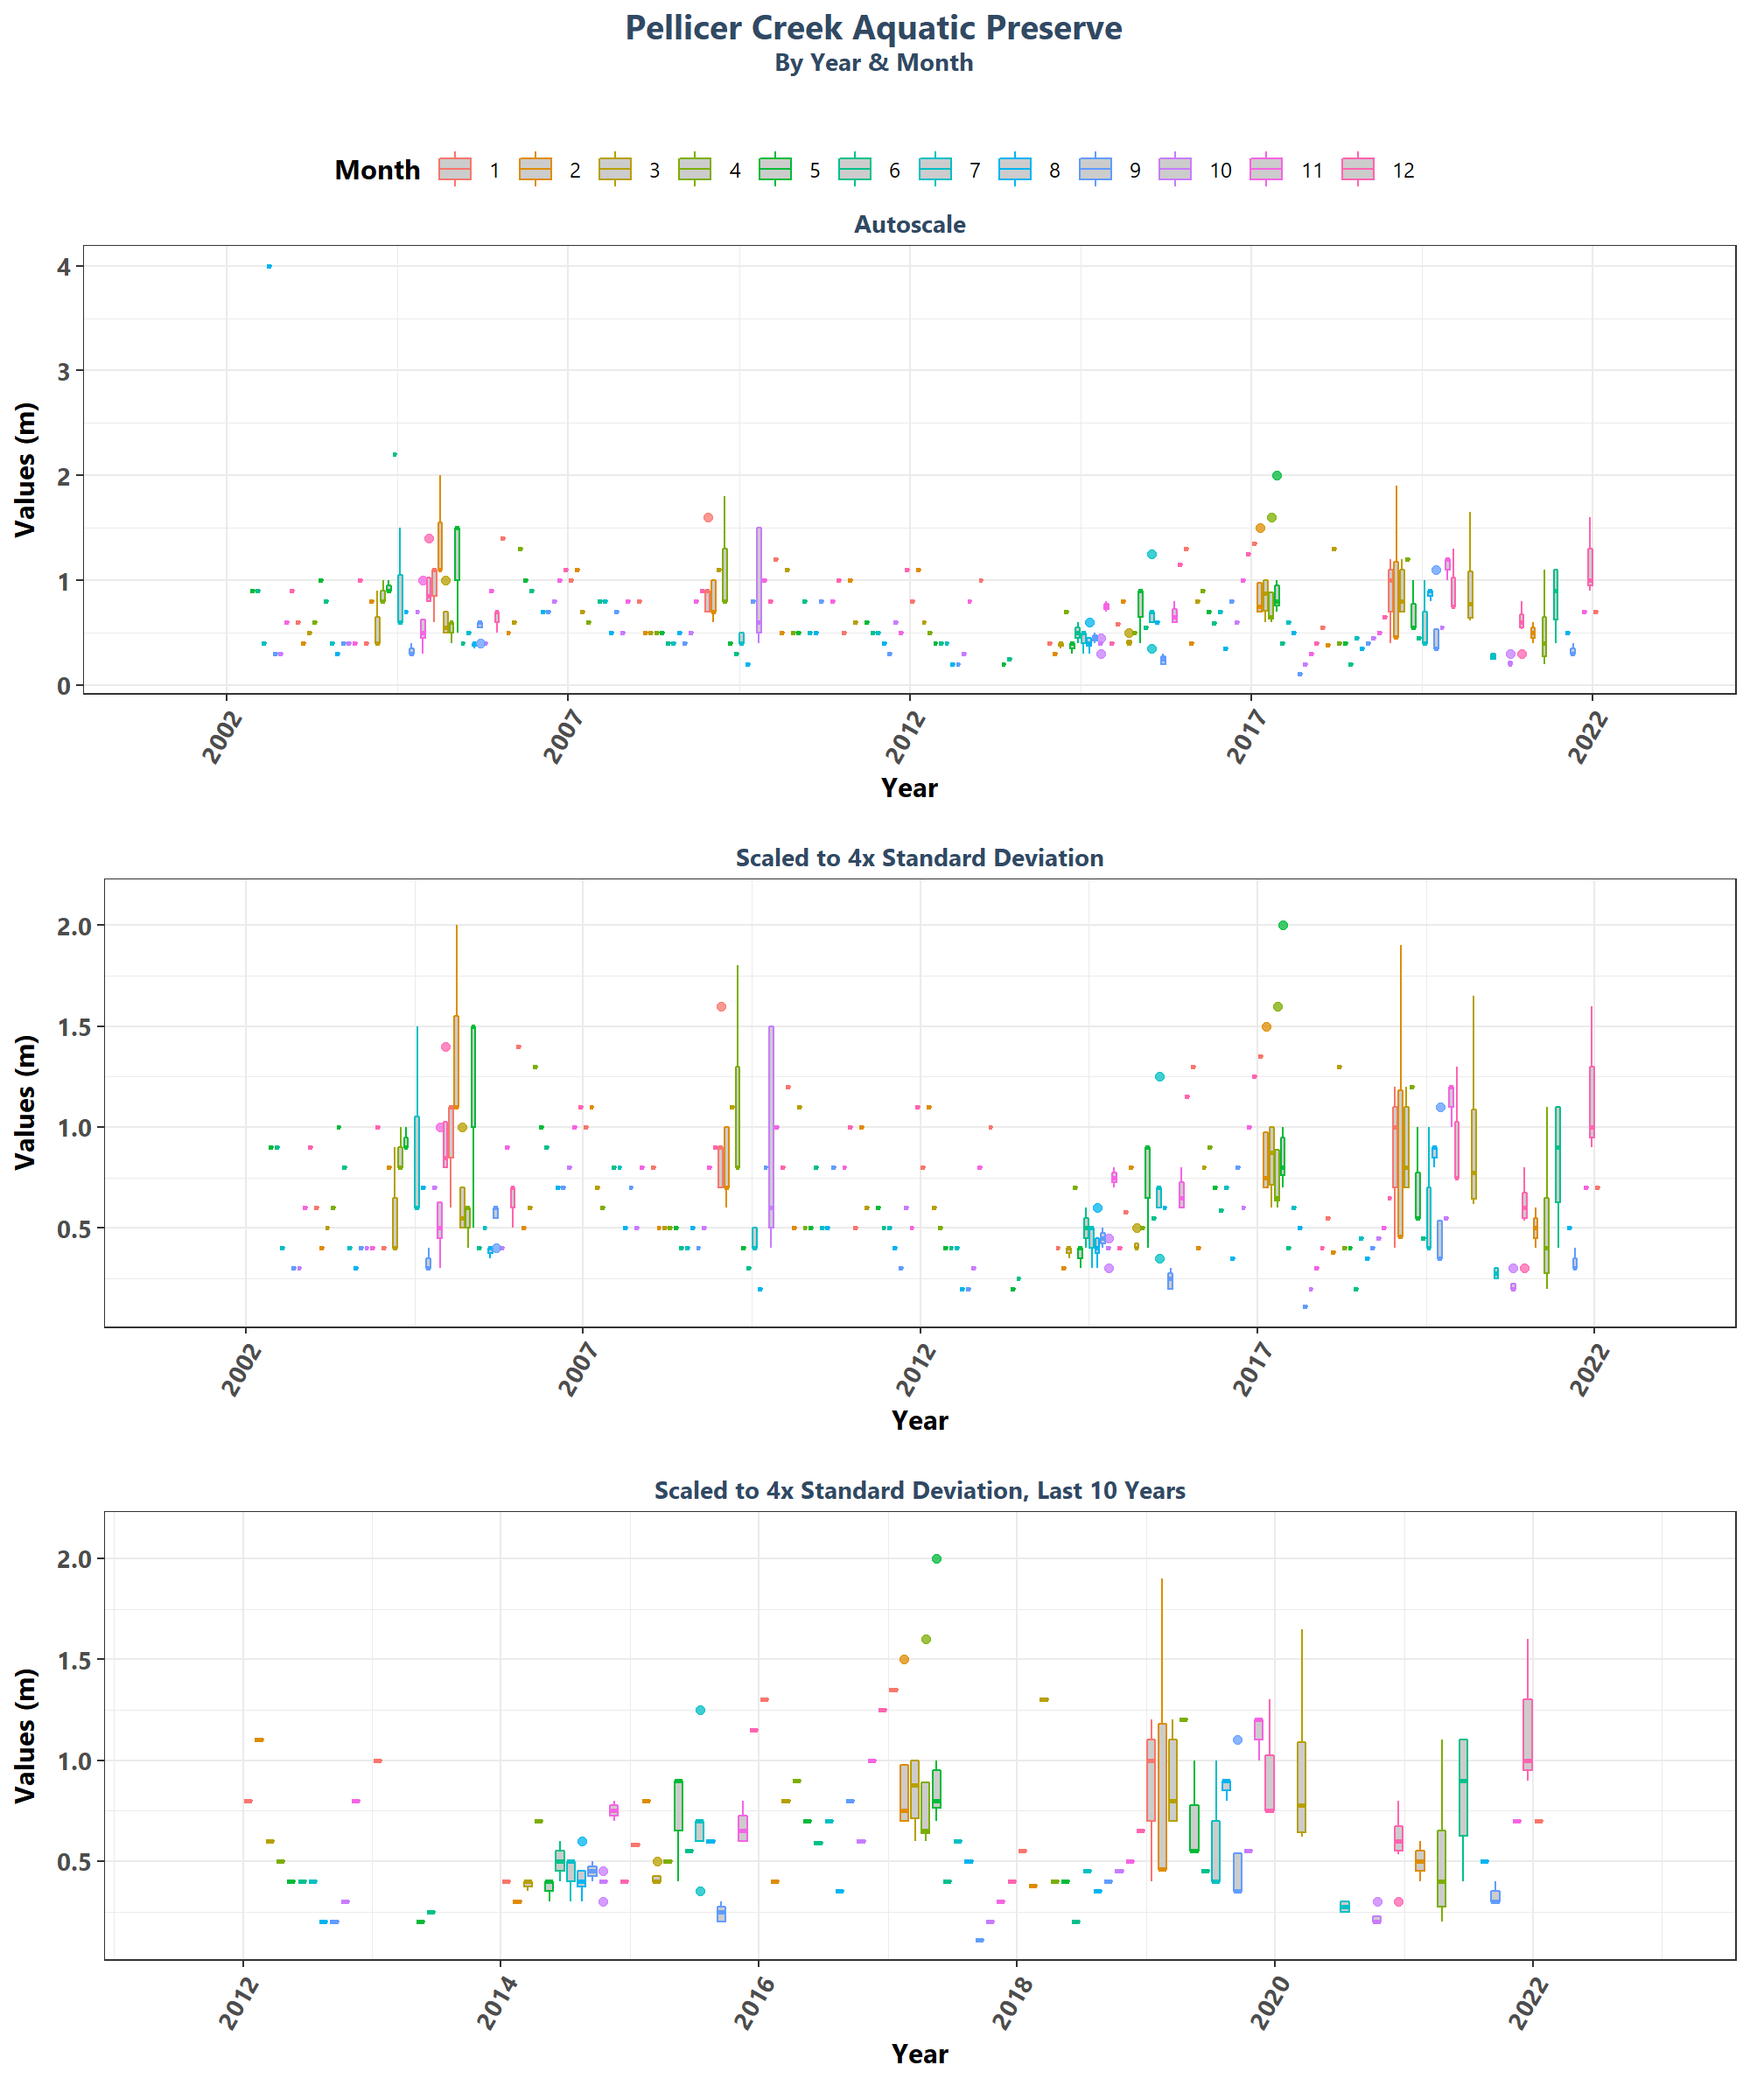 Pellicer Creek Aquatic Preserve
By Year & Month
Month 1 2 3 4 5 6 7 8 9 10 11 12
Autoscale
Values (m)
4
3
2
1
0
2002 2007 2012 2017 2022
Year
Scaled to 4x Standard Deviation
Values (m)
2.0
1.5
1.0
0.5
2002 2007 2012 2017 2022
Year
Scaled to 4x Standard Deviation, Last 10 Years
Values (m)
2.0
1.5
1.0
0.5
2012 2014 2016 2018 2020 2022
Year